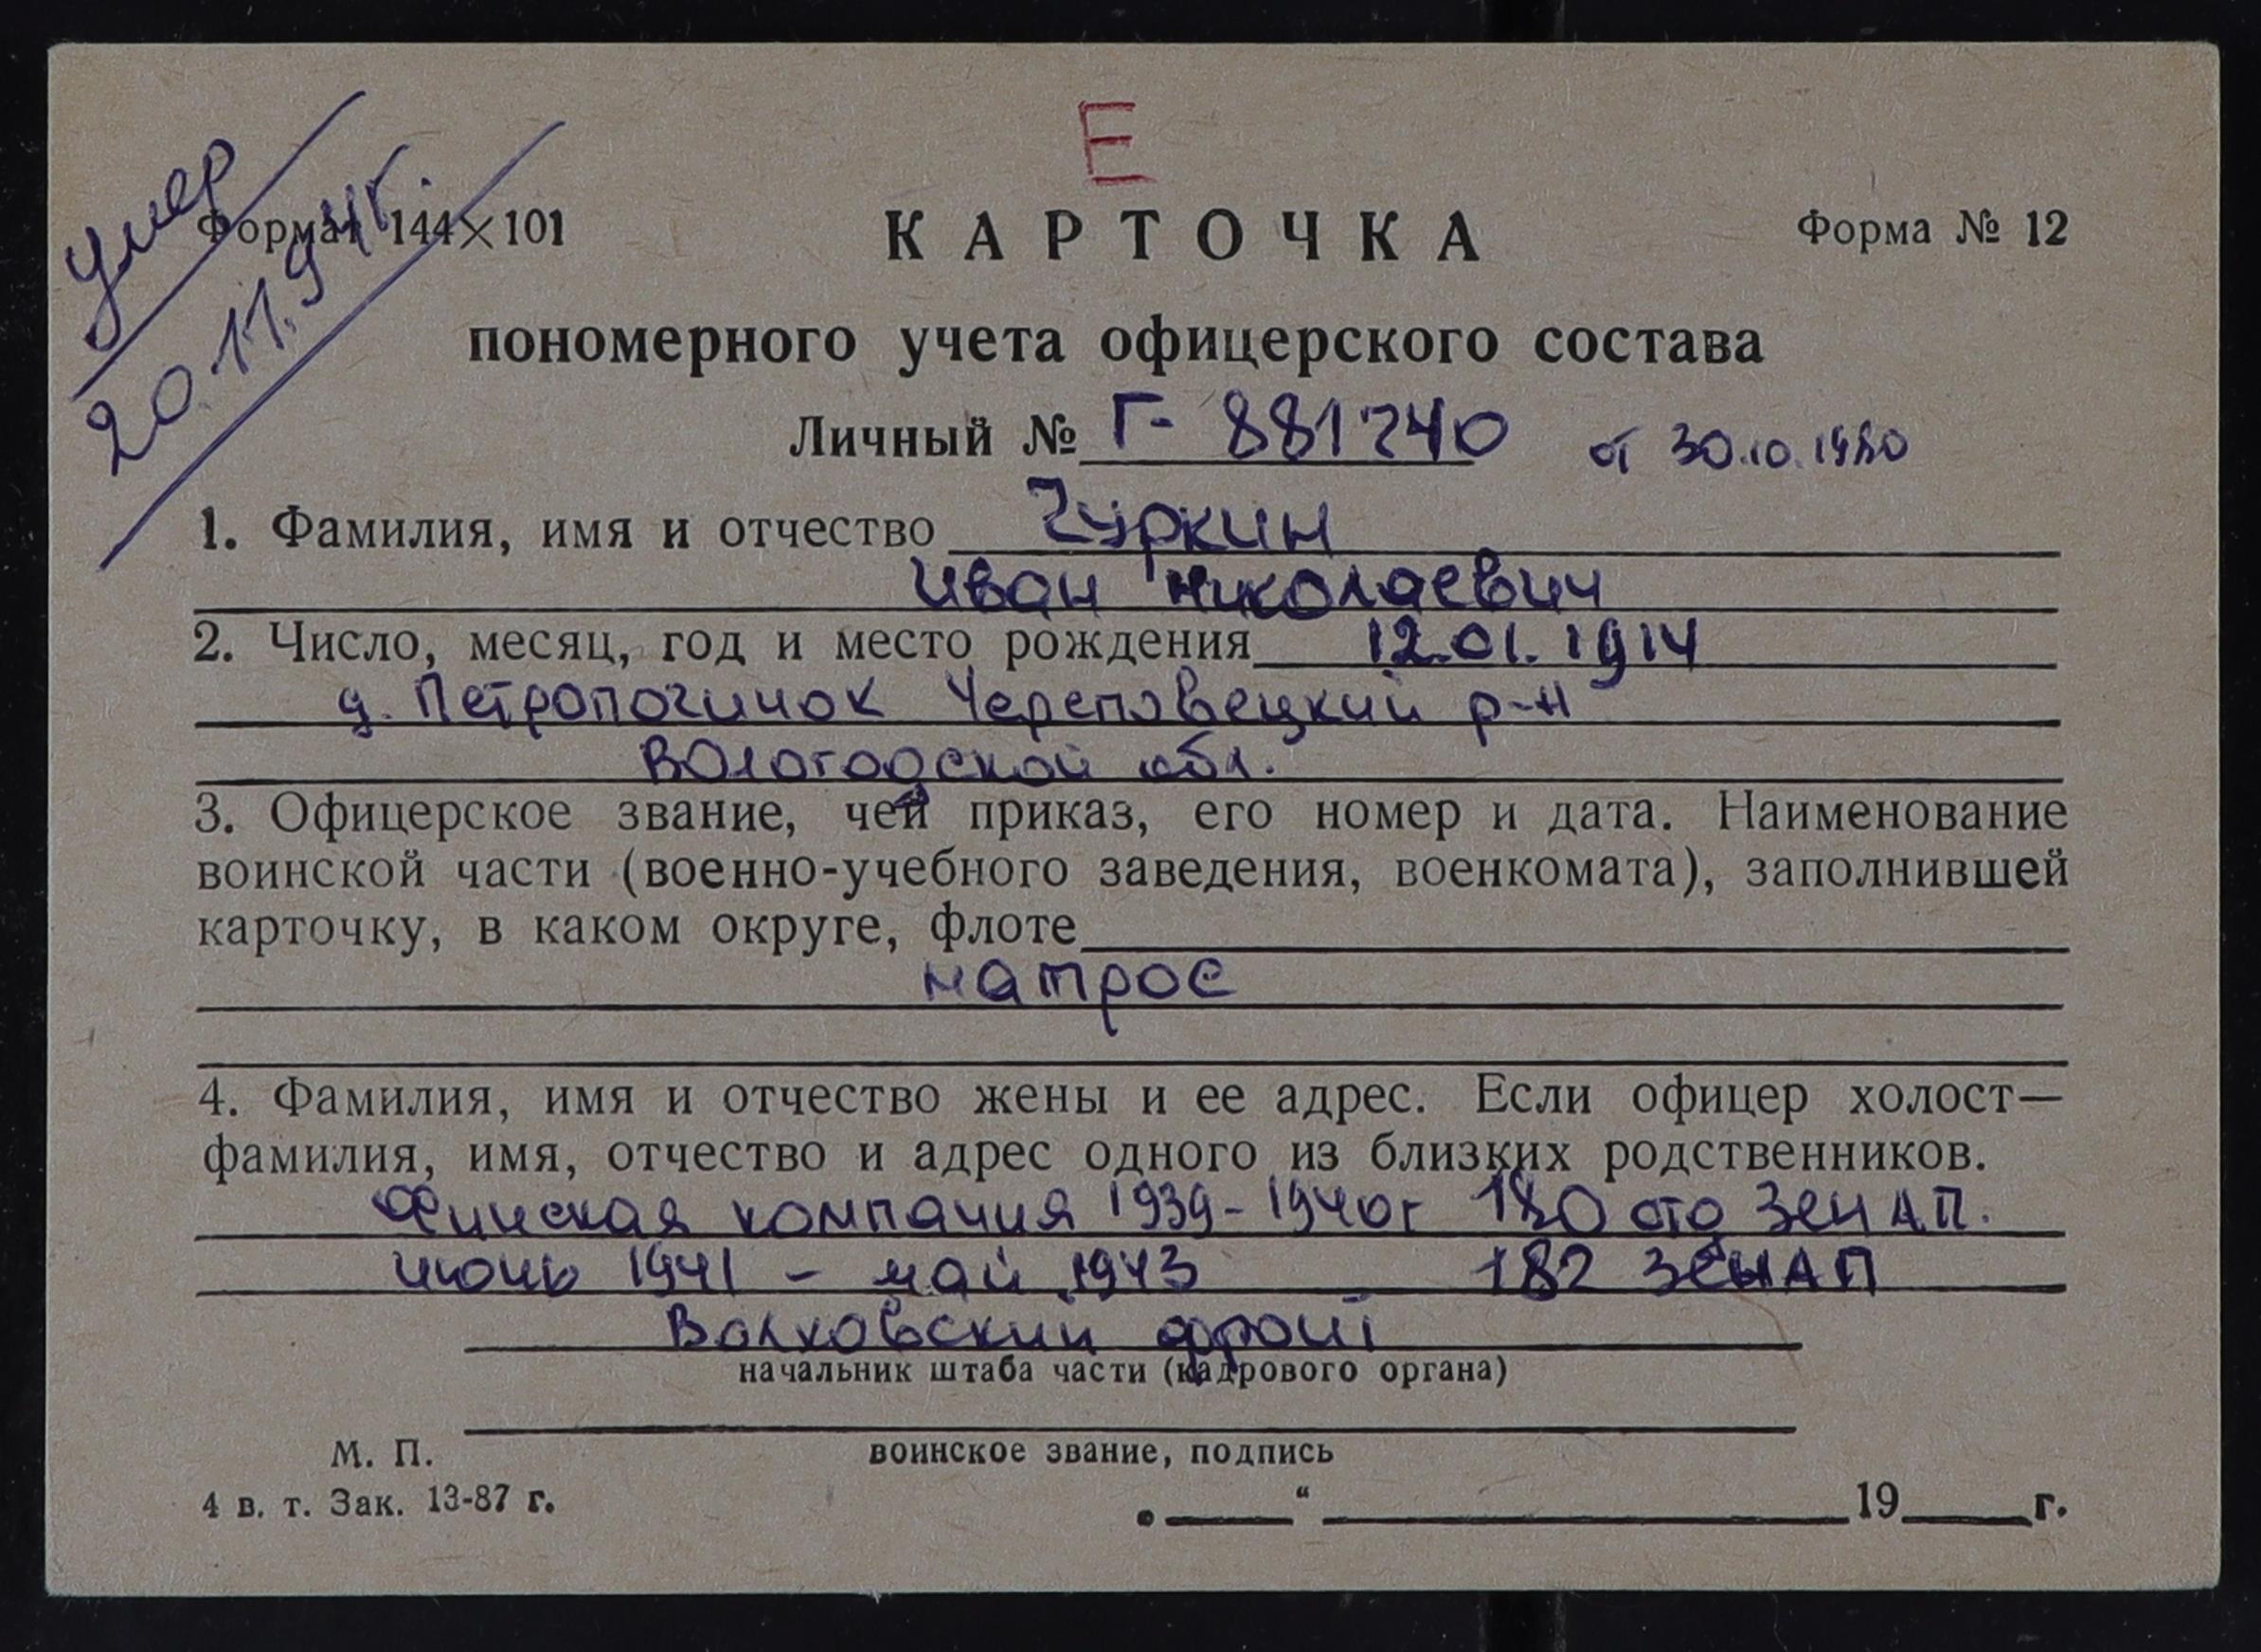 Е
умер
20.11.94г.
Формат 144×101
КАРТОЧКА
Форма № 12
пономерного учета офицерского состава
Личный № Г- 881240 от 30.10.1980
1. Фамилия, имя и отчество Чуркин
Иван Николаевич
2. Число, месяц, год и место рождения 12.01.1914
д. Петропочинок Череповецкий р-н
Вологодской обл.
3. Офицерское звание, чей приказ, его номер и дата. Наименование
воинской части (военно-учебного заведения, военкомата), заполнившей
карточку, в каком округе, флоте
матрос
4. Фамилия, имя и отчество жены и ее адрес. Если офицер холост—
фамилия, имя, отчество и адрес одного из близких родственников.
Финская компания 1939-1940г 180 ЗенАП.
июнь 1941 - май 1943 182 ЗенАП
Волховский фронт
начальник штаба части (кадрового органа)
воинское звание, подпись
М. П.
4 в. т. Зак. 13-87 г.
„ “ 19 г.